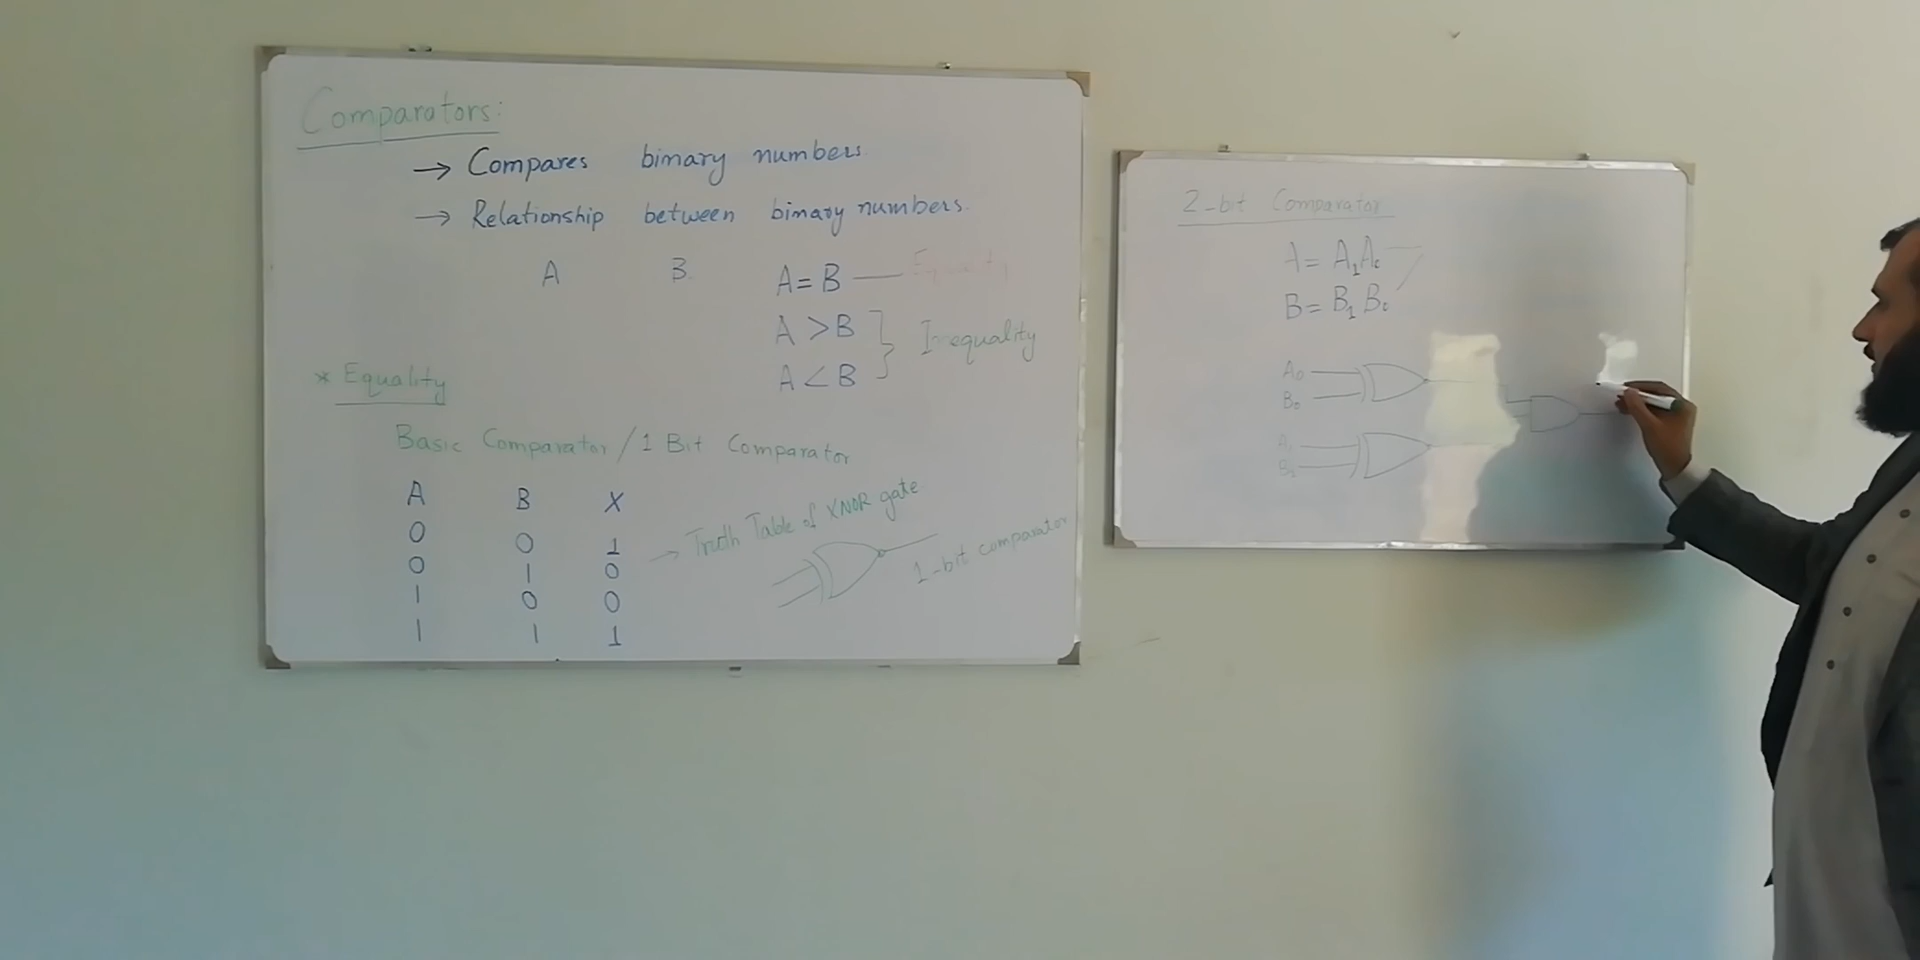 Comparators:
→ Compares binary numbers.
→ Relationship between binary numbers.
A B A = B — Equality
A > B
A < B
Inequality
* Equality
Basic Comparator / 1 Bit Comparator
A B X
0 0 1
0 1 0
1 0 0
1 1 1
→ Truth Table of XNOR gate
1-bit comparator
2-bit Comparator
A = A₁A₀
B = B₁B₀
A₀
B₀
A₁
B₁